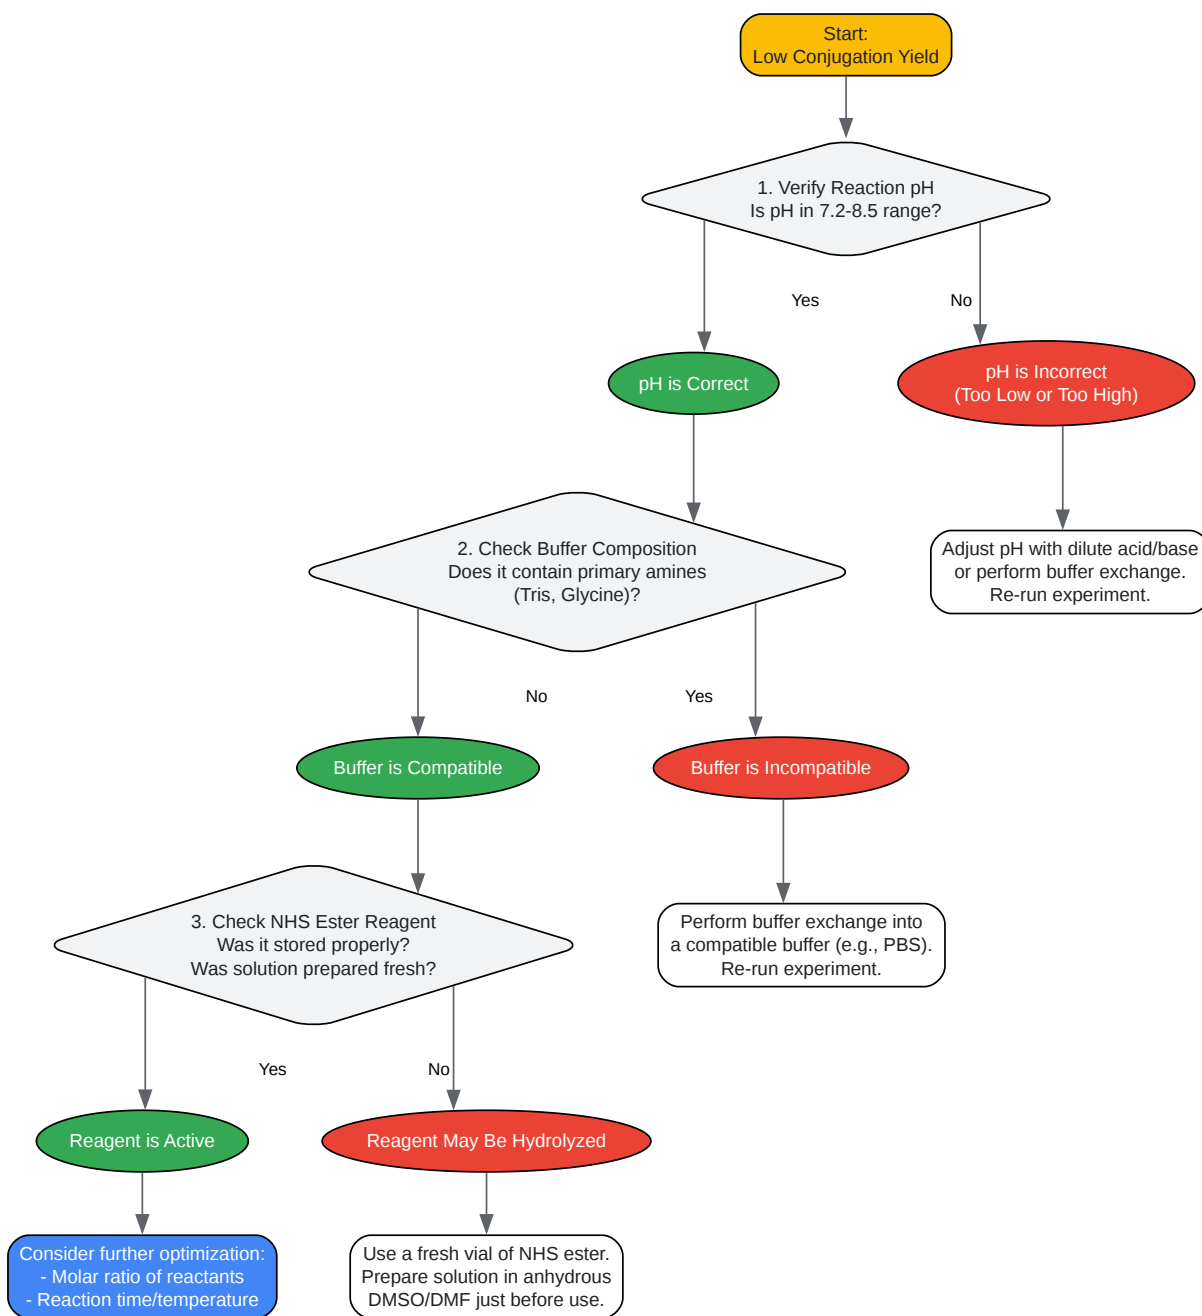 Start:
Low Conjugation Yield
1. Verify Reaction pH
Is pH in 7.2-8.5 range?
Yes
No
pH is Correct
pH is Incorrect
(Too Low or Too High)
2. Check Buffer Composition
Does it contain primary amines
(Tris, Glycine)?
Adjust pH with dilute acid/base
or perform buffer exchange.
Re-run experiment.
No
Yes
Buffer is Compatible
Buffer is Incompatible
3. Check NHS Ester Reagent
Was it stored properly?
Was solution prepared fresh?
Perform buffer exchange into
a compatible buffer (e.g., PBS).
Re-run experiment.
Yes
No
Reagent is Active
Reagent May Be Hydrolyzed
Consider further optimization:
- Molar ratio of reactants
- Reaction time/temperature
Use a fresh vial of NHS ester.
Prepare solution in anhydrous
DMSO/DMF just before use.